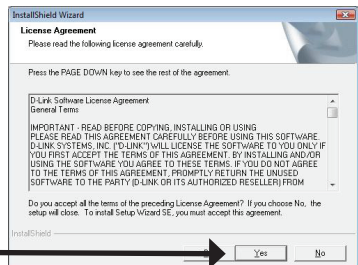 InstallShield Wizard
License Agreement
Please read the following license agreement carefully.
Press the PAGE DOWN key to see the rest of the agreement.
D-Link Software License Agreement
General Terms
IMPORTANT - READ BEFORE COPYING, INSTALLING OR USING
PLEASE READ THIS AGREEMENT CAREFULLY BEFORE USING THIS SOFTWARE.
D-LINK SYSTEMS, INC. ("D-LINK") WILL LICENSE THE SOFTWARE TO YOU ONLY IF
YOU FIRST ACCEPT THE TERMS OF THIS AGREEMENT. BY INSTALLING AND/OR
USING THE SOFTWARE YOU AGREE TO THESE TERMS. IF YOU DO NOT AGREE
TO THE TERMS OF THIS AGREEMENT, PROMPTLY RETURN THE UNUSED
SOFTWARE TO THE PARTY (D-LINK OR ITS AUTHORIZED RESELLER) FROM
Do you accept all the terms of the preceding License Agreement? If you choose No, the
setup will close. To install Setup Wizard SE, you must accept this agreement.
InstallShield
Yes
No